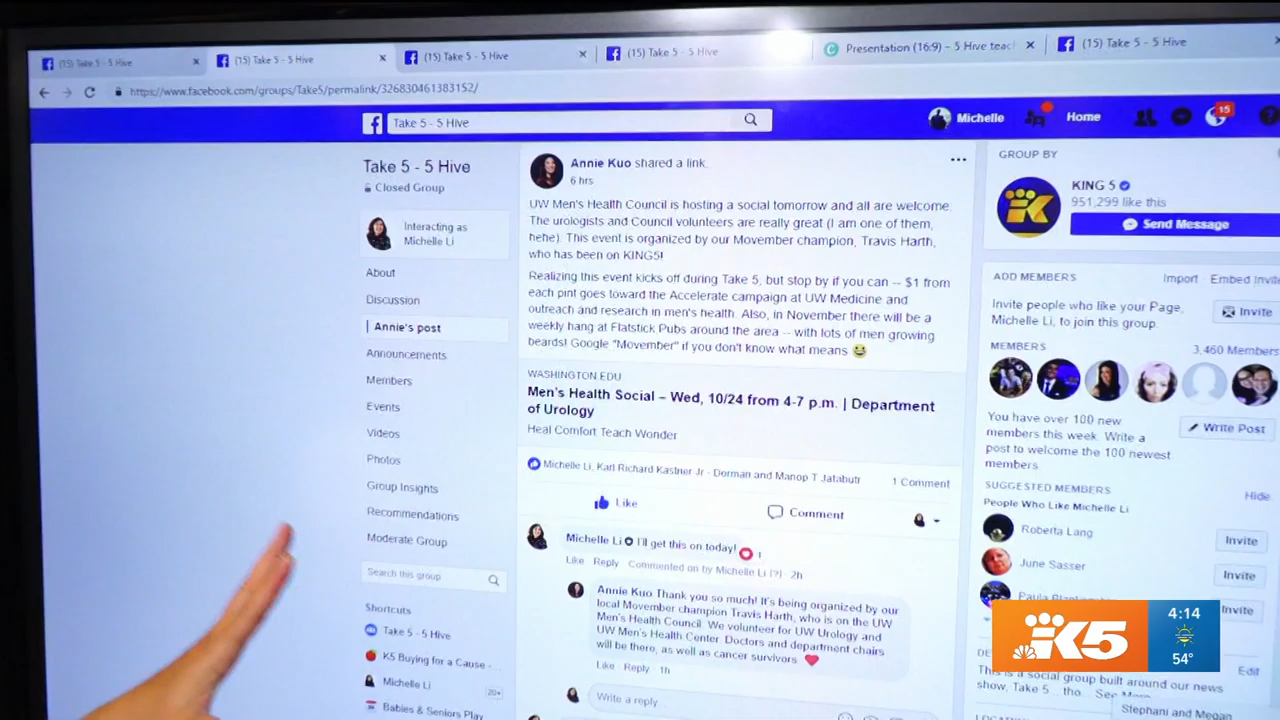 (15) Take 5 - 5 Hive
(15) Take 5 - 5 Hive
(15) Take 5 - 5 Hive
(15) Take 5 - 5 Hive
Presentation (16:9) – 5 Hive teac
(15) Take 5 - 5 Hive
https://www.facebook.com/groups/Take5/permalink/326830461383152/
Take 5 - 5 Hive
Michelle
Home
15
Take 5 - 5 Hive
Closed Group
Interacting as
Michelle Li
About
Discussion
Annie's post
Announcements
Members
Events
Videos
Photos
Group Insights
Recommendations
Moderate Group
Search this group
Shortcuts
Take 5 - 5 Hive
K5 Buying for a Cause -
Michelle Li
20+
Babies & Seniors Play
Annie Kuo shared a link.
6 hrs
UW Men's Health Council is hosting a social tomorrow and all are welcome.
The urologists and Council volunteers are really great (I am one of them,
hehe). This event is organized by our Movember champion, Travis Harth,
who has been on KING5!
Realizing this event kicks off during Take 5, but stop by if you can -- $1 from
each pint goes toward the Accelerate campaign at UW Medicine and
outreach and research in men's health. Also, in November there will be a
weekly hang at Flatstick Pubs around the area -- with lots of men growing
beards! Google "Movember" if you don't know what means 😀
WASHINGTON.EDU
Men's Health Social – Wed, 10/24 from 4-7 p.m. | Department
of Urology
Heal Comfort Teach Wonder
Michelle Li, Karl Richard Kastner Jr - Dorman and Manop T Jatabutr
1 Comment
Like
Comment
Michelle Li I'll get this on today! 1
Like Reply Commented on by Michelle Li [?] · 2h
Annie Kuo Thank you so much! It's being organized by our
local Movember champion Travis Harth, who is on the UW
Men's Health Council. We volunteer for UW Urology and
UW Men's Health Center. Doctors and department chairs
will be there, as well as cancer survivors ❤
Like · Reply · 1h
Write a reply
GROUP BY
KING 5
951,299 like this
Send Message
ADD MEMBERS
Import
Embed Invite
Invite people who like your Page,
Michelle Li, to join this group.
Invite
MEMBERS
3,460 Members
You have over 100 new
members this week. Write a
post to welcome the 100 newest
members
Write Post
SUGGESTED MEMBERS
Hide
People Who Like Michelle Li
Roberta Lang
Invite
June Sasser
Invite
Paula
Invite
K5
4:14
54°
DE
Edit
This is a social group built around our news
show, Take 5... tho... See More
Stephani and Megan